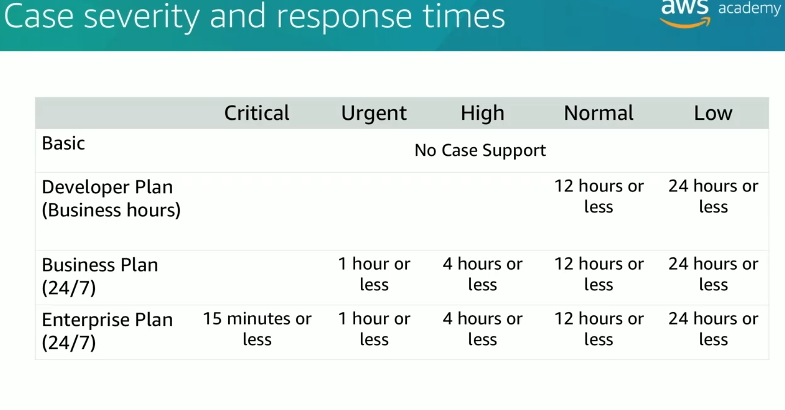 Case severity and response times
aws academy
Critical Urgent High Normal Low
Basic
No Case Support
Developer Plan 12 hours or 24 hours or
(Business hours) less less
Business Plan 1 hour or 4 hours or 12 hours or 24 hours or
(24/7) less less less less
Enterprise Plan 15 minutes or 1 hour or 4 hours or 12 hours or 24 hours or
(24/7) less less less less less